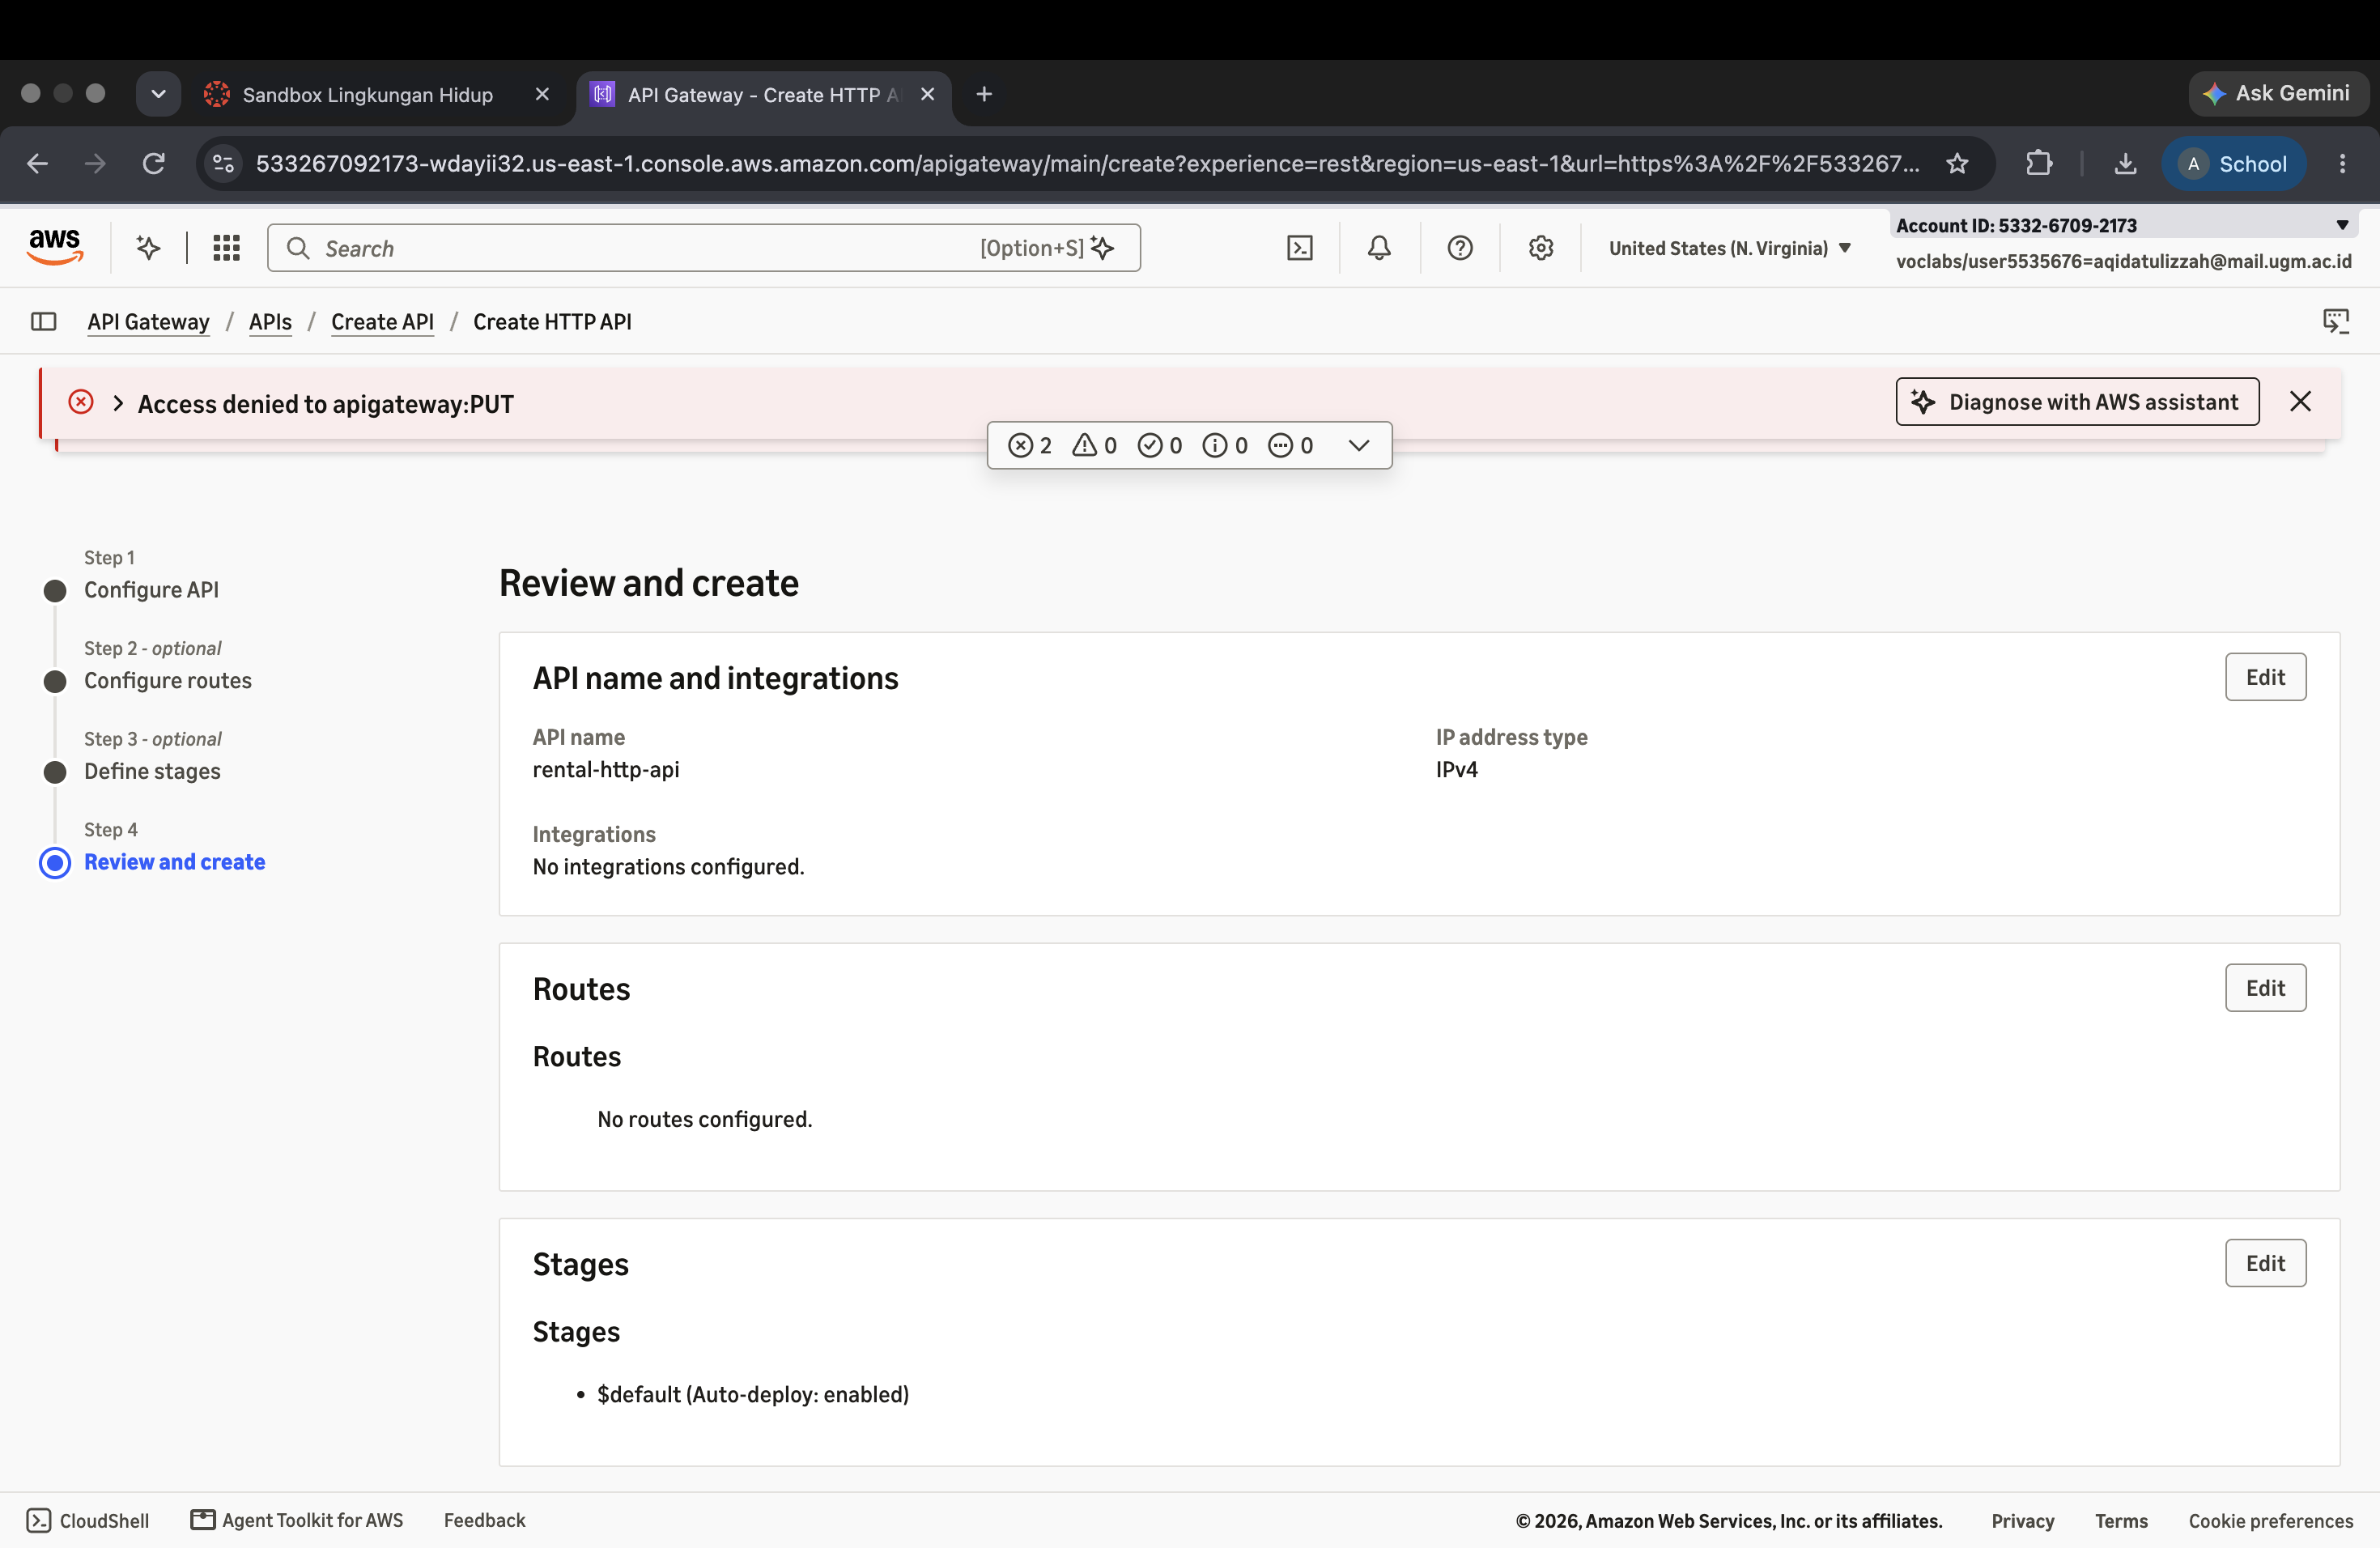 Sandbox Lingkungan Hidup
API Gateway - Create HTTP A
Ask Gemini
533267092173-wdayii32.us-east-1.console.aws.amazon.com/apigateway/main/create?experience=rest&region=us-east-1&url=https%3A%2F%2F533267...
A School
aws
Search [Option+S]
United States (N. Virginia)
Account ID: 5332-6709-2173
voclabs/user5535676=aqidatulizzah@mail.ugm.ac.id
API Gateway / APIs / Create API / Create HTTP API
Access denied to apigateway:PUT
Diagnose with AWS assistant
2 0 0 0 0
Step 1
Configure API
Step 2 - optional
Configure routes
Step 3 - optional
Define stages
Step 4
Review and create
Review and create
API name and integrations
Edit
API name
rental-http-api
IP address type
IPv4
Integrations
No integrations configured.
Routes
Edit
Routes
No routes configured.
Stages
Edit
Stages
• $default (Auto-deploy: enabled)
CloudShell
Agent Toolkit for AWS
Feedback
© 2026, Amazon Web Services, Inc. or its affiliates.
Privacy
Terms
Cookie preferences